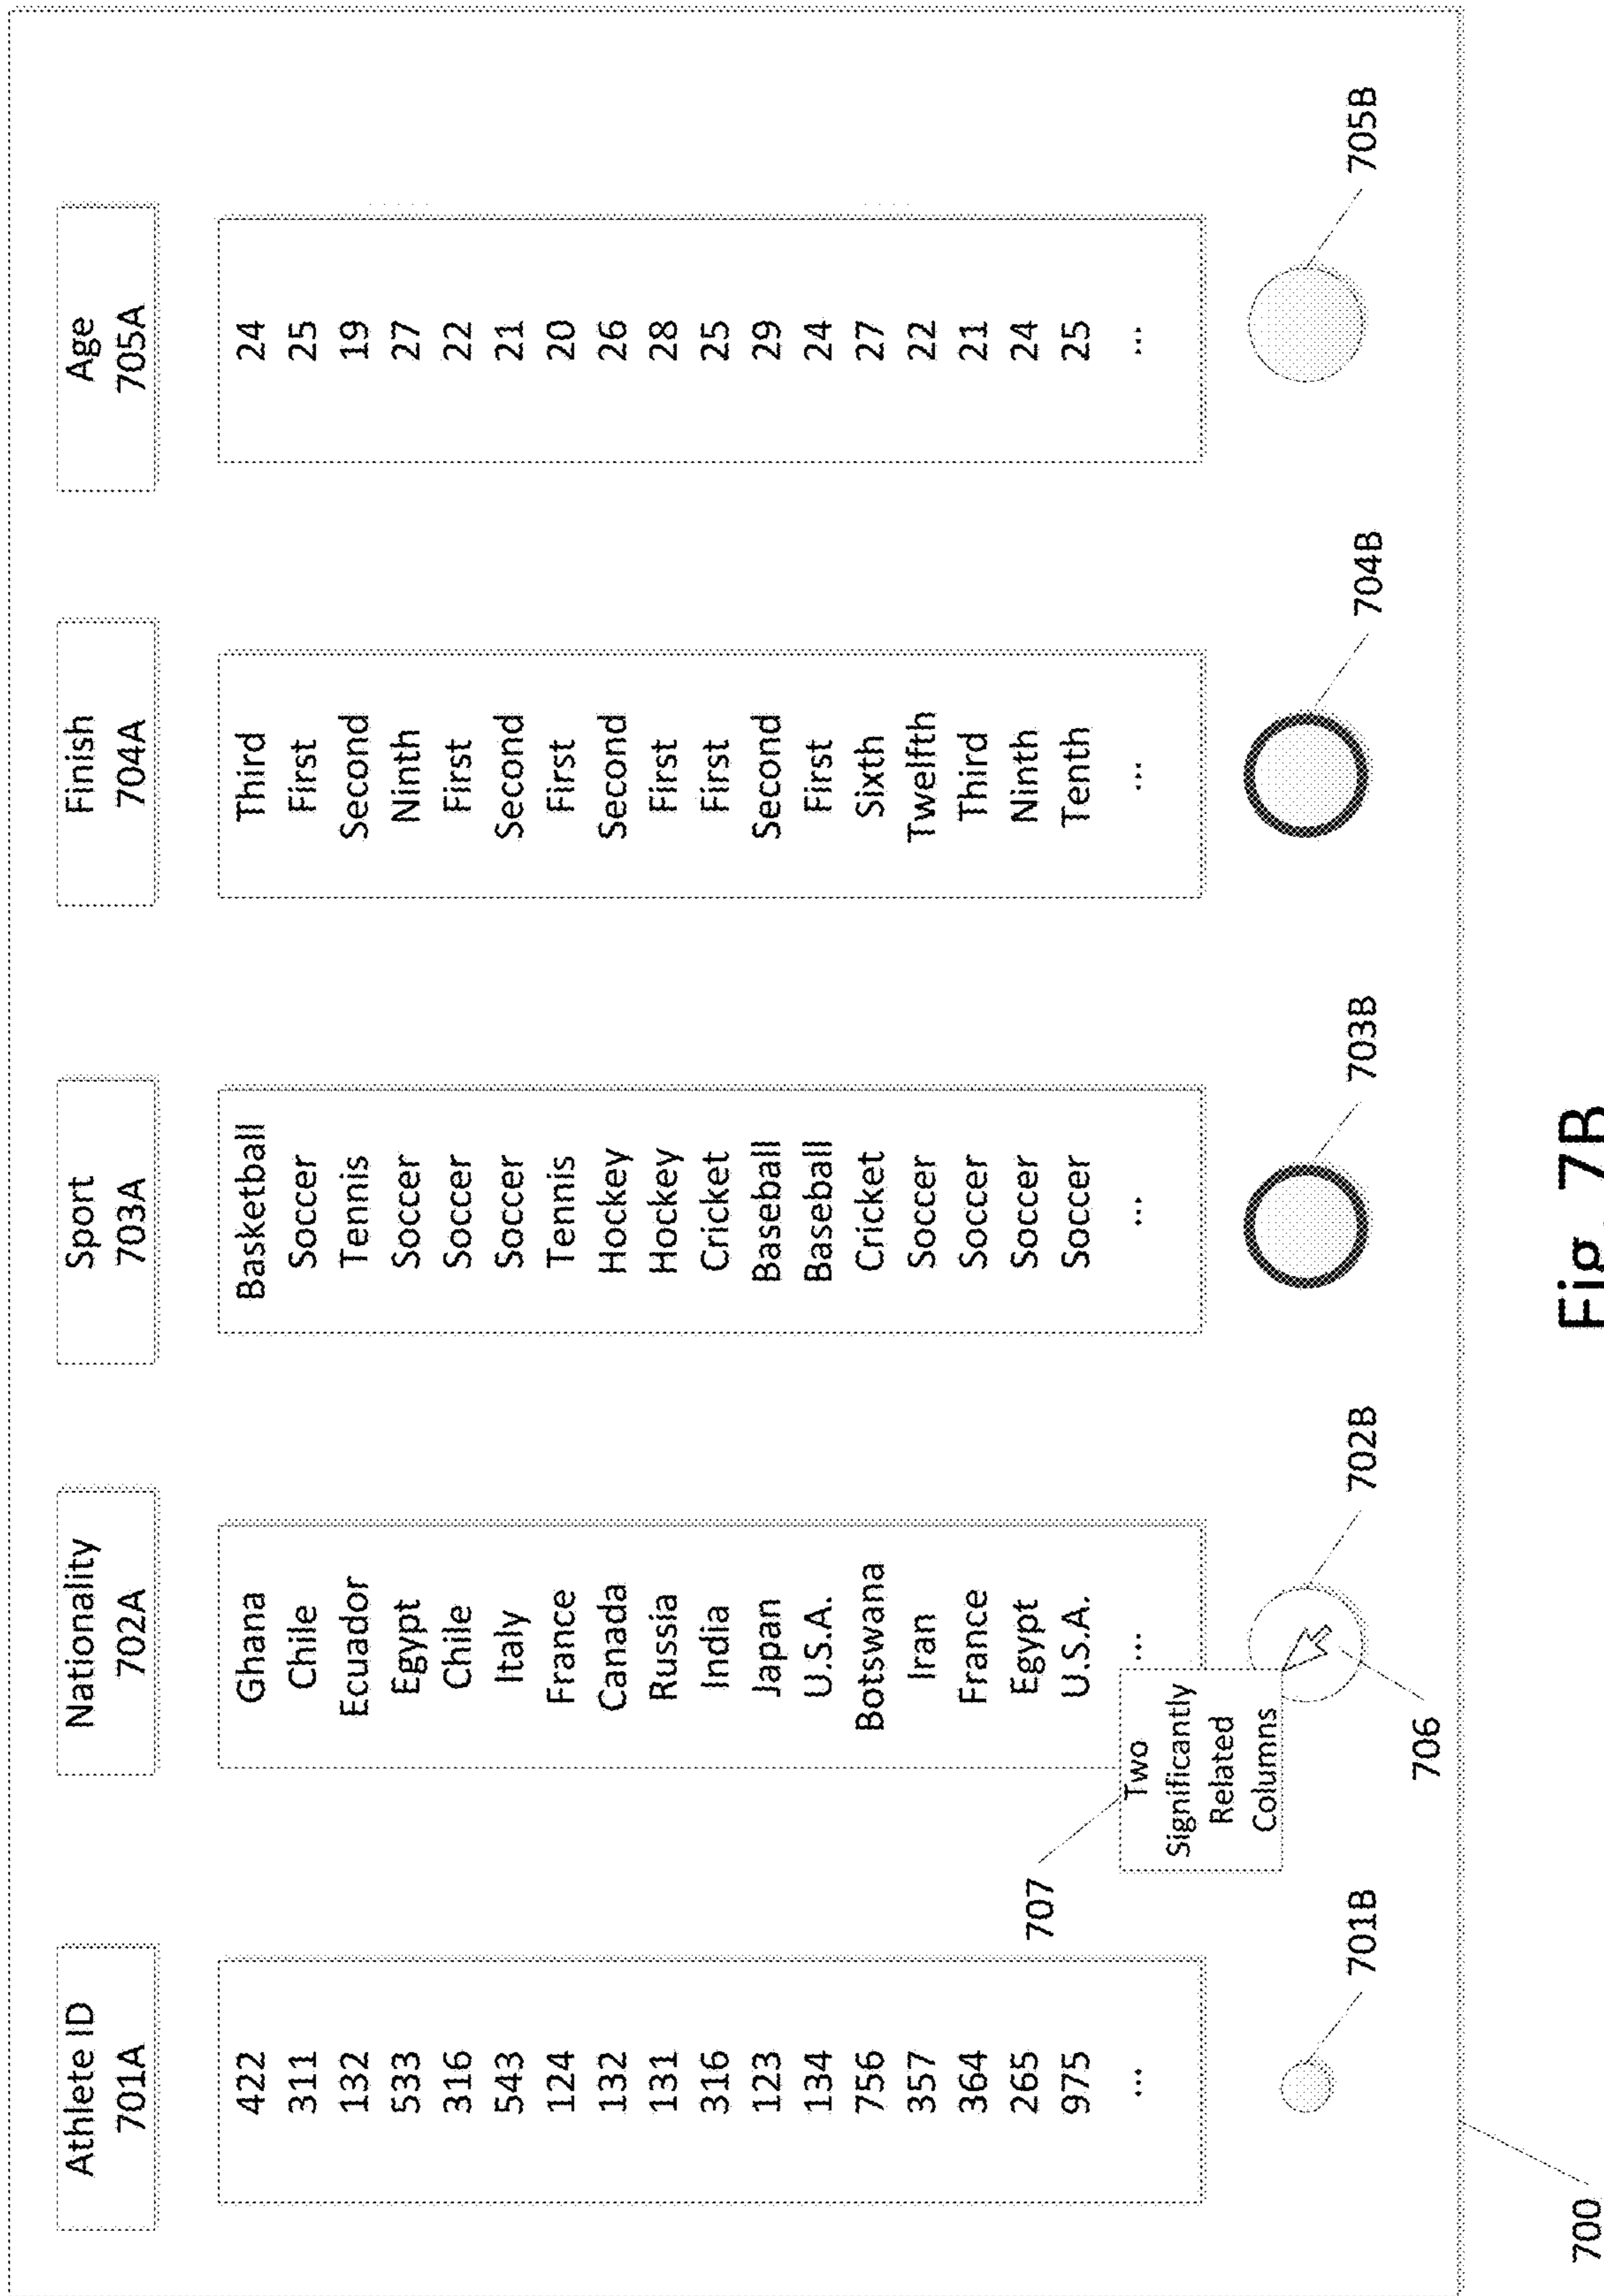 Athlete ID
701A
Nationality
702A
Sport
703A
Finish
704A
Age
705A
422
311
132
533
316
543
124
132
131
316
123
134
756
357
364
265
975
...
Ghana
Chile
Ecuador
Egypt
Chile
Italy
France
Canada
Russia
India
Japan
U.S.A.
Botswana
Iran
France
Egypt
U.S.A.
...
Basketball
Soccer
Tennis
Soccer
Soccer
Soccer
Tennis
Hockey
Hockey
Cricket
Baseball
Baseball
Cricket
Soccer
Soccer
Soccer
Soccer
...
Third
First
Second
Ninth
First
Second
First
Second
First
First
Second
First
Sixth
Twelfth
Third
Ninth
Tenth
...
24
25
19
27
22
21
20
26
28
25
29
24
27
22
21
24
25
...
707
Two
Significantly
Related
Columns
701B
702B
703B
704B
705B
706
700
Fig. 7B